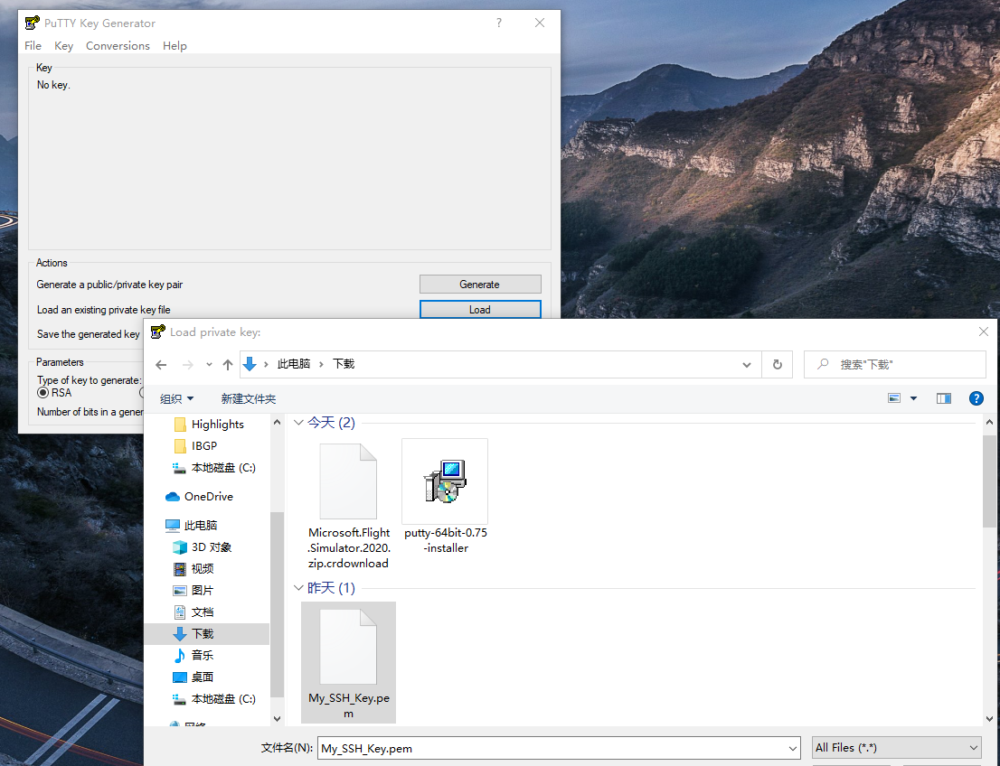 PuTTY Key Generator
?
File Key Conversions Help
Key
No key.
Actions
Generate a public/private key pair
Generate
Load an existing private key file
Load
Save the generated key
Parameters
Type of key to generate:
RSA
Number of bits in a gener
Load private key:
此电脑 › 下载
搜索"下载"
组织
新建文件夹
?
Highlights
IBGP
本地磁盘 (C:)
OneDrive
此电脑
3D 对象
视频
图片
文档
下载
音乐
桌面
本地磁盘 (C:)
今天 (2)
Microsoft.Flight
.Simulator.2020.
zip.crdownload
putty-64bit-0.75
-installer
昨天 (1)
My_SSH_Key.pe
m
文件名(N):
My_SSH_Key.pem
All Files (*.*)